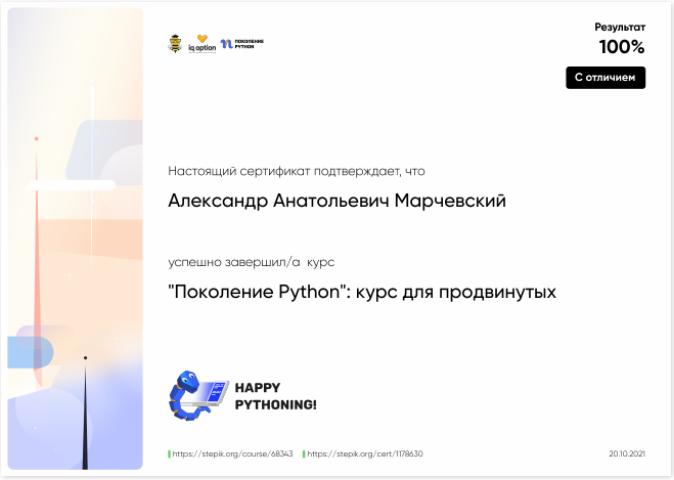 iq option
ПОКОЛЕНИЕ
PYTHON
Результат
100%
С отличием
Настоящий сертификат подтверждает, что
Александр Анатольевич Марчевский
успешно завершил/а курс
"Поколение Python": курс для продвинутых
HAPPY
PYTHONING!
https://stepik.org/course/68343 https://stepik.org/cert/1178630 20.10.2021